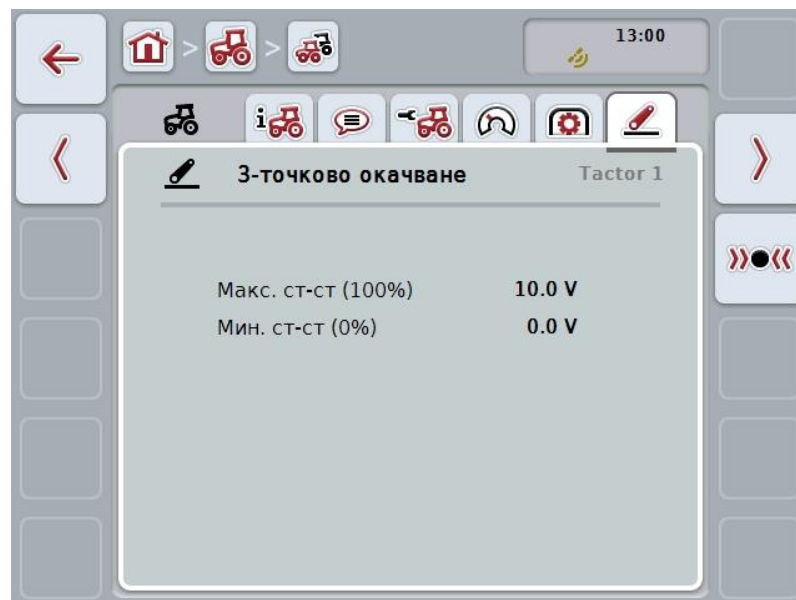 13:00
3-точково окачване Tactor 1
Макс. ст-ст (100%) 10.0 V
Мин. ст-ст (0%) 0.0 V